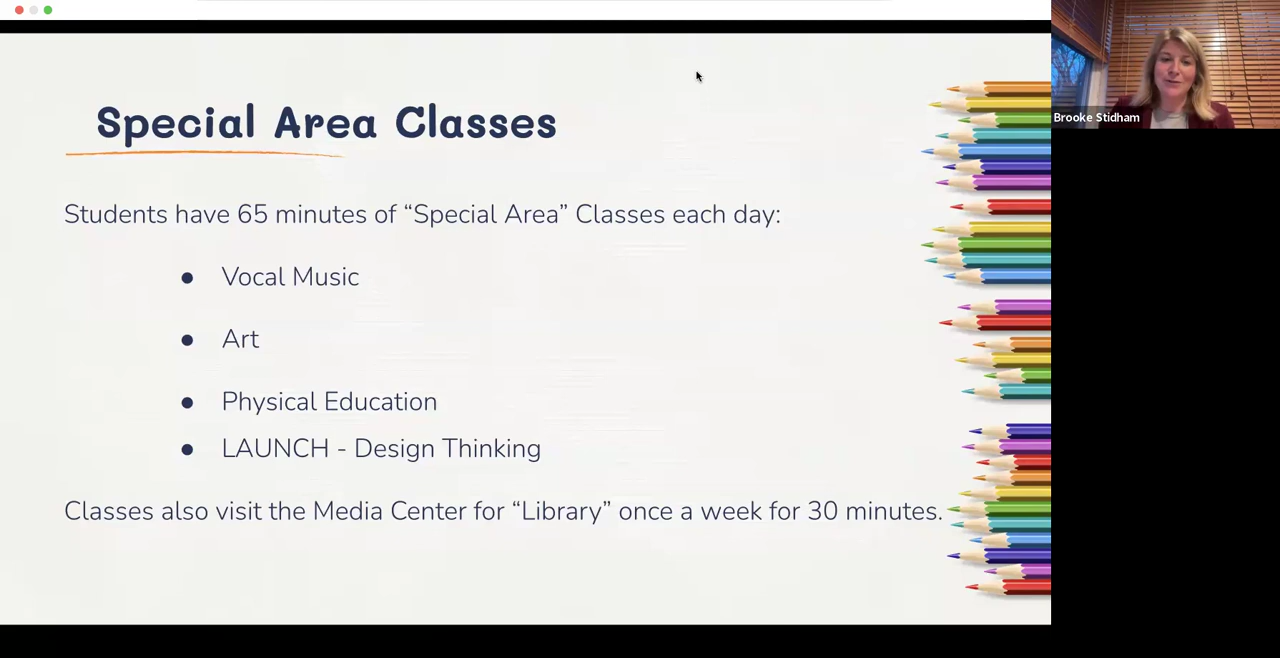 Special Area Classes
Students have 65 minutes of “Special Area” Classes each day:
● Vocal Music
● Art
● Physical Education
● LAUNCH - Design Thinking
Classes also visit the Media Center for “Library” once a week for 30 minutes.
Brooke Stidham